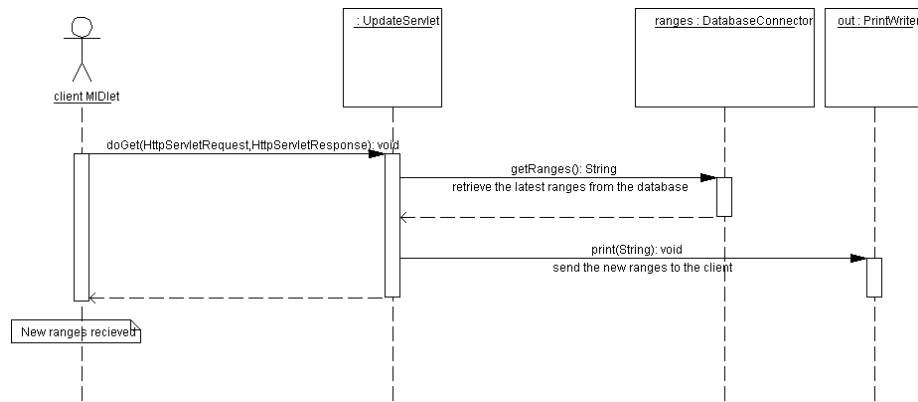 : UpdateServlet
ranges : DatabaseConnector
out : PrintWriter
client MIDlet
doGet(HttpServletRequest,HttpServletResponse): void
getRanges(): String
retrieve the latest ranges from the database
print(String): void
send the new ranges to the client
New ranges recieved